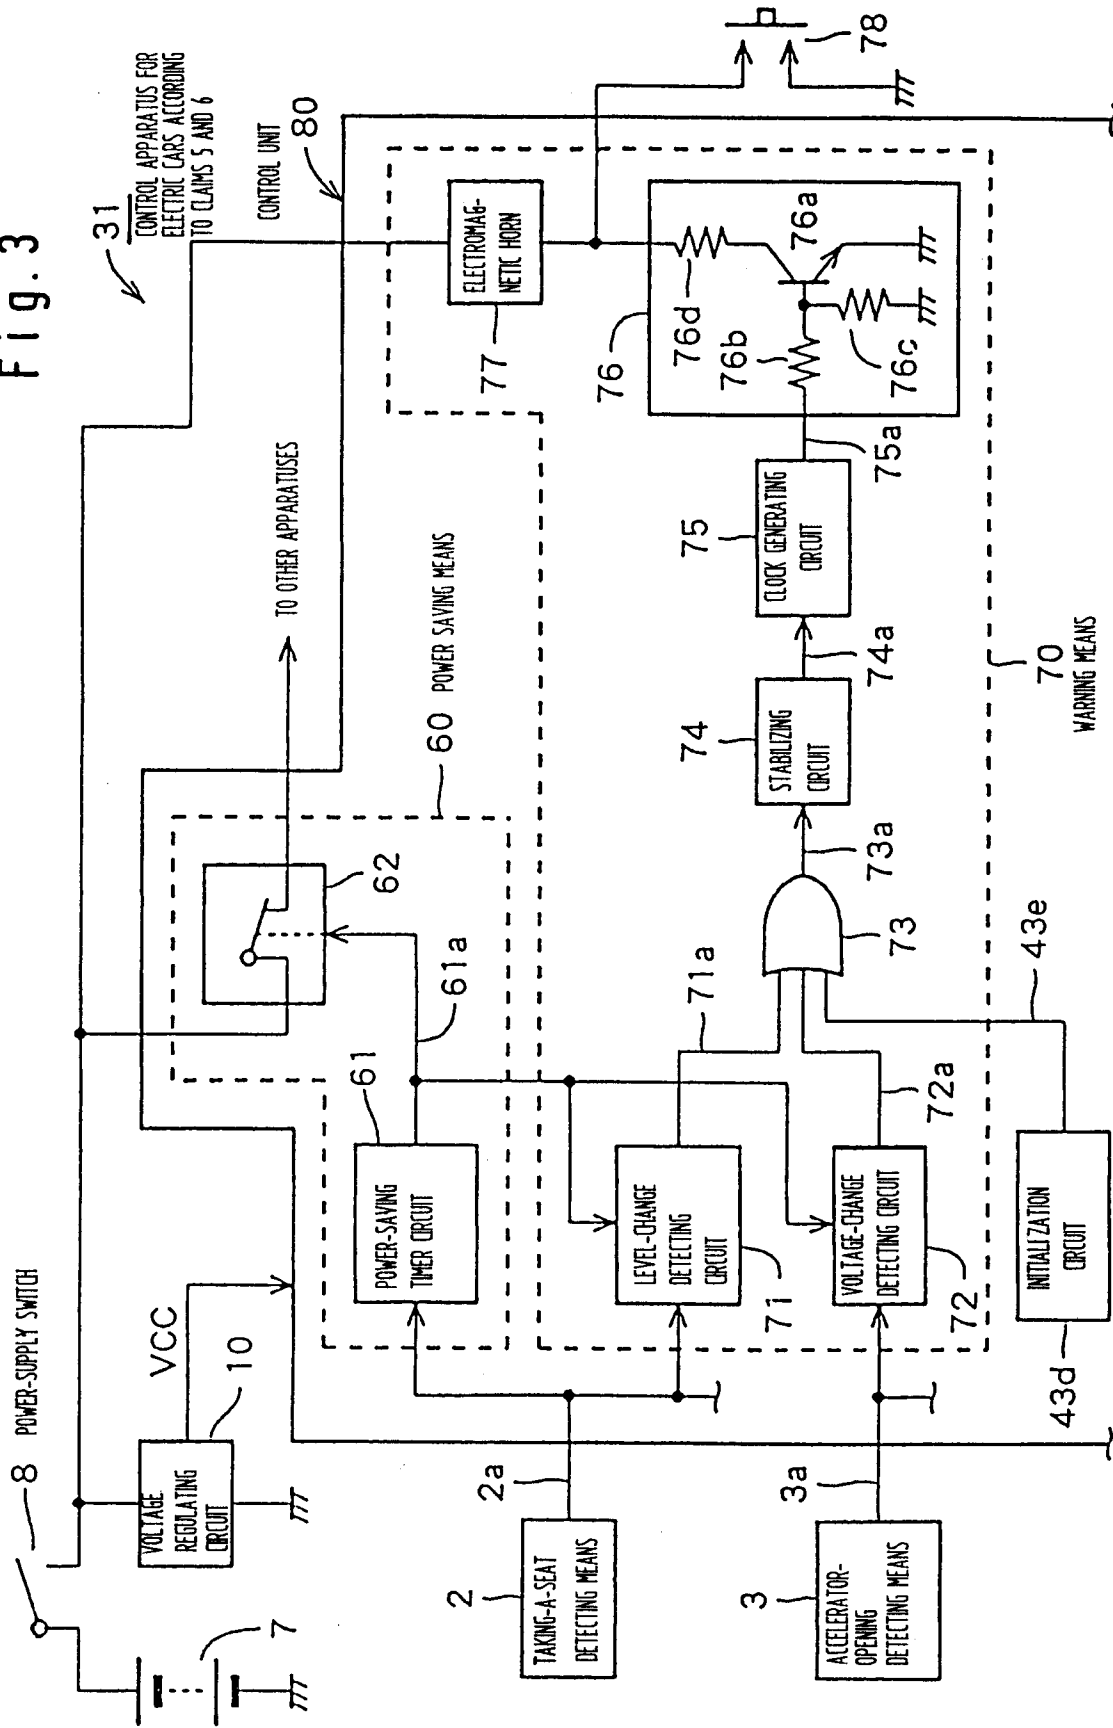 Fig. 3
31
CONTROL APPARATUS FOR
ELECTRIC CARS ACCORDING
TO CLAIMS 5 AND 6
8 POWER-SUPPLY SWITCH
7
VCC
10
VOLTAGE
REGULATING
CIRCUIT
CONTROL UNIT
80
TO OTHER APPARATUSES
60 POWER SAVING MEANS
62
61a
61
POWER-SAVING
TIMER CIRCUIT
2
TAKING-A-SEAT
DETECTING MEANS
2a
3
ACCELERATOR-
OPENING
DETECTING MEANS
3a
LEVEL-CHANGE
DETECTING
CIRCUIT
71
71a
VOLTAGE-CHANGE
DETECTING CIRCUIT
72
72a
INITIALIZATION
CIRCUIT
43d
43e
73
73a
74
STABILIZING
CIRCUIT
74a
75
CLOCK GENERATING
CIRCUIT
75a
76
76d
76b
76c
76a
ELECTROMAG-
NETIC HORN
77
78
70
WARNING MEANS